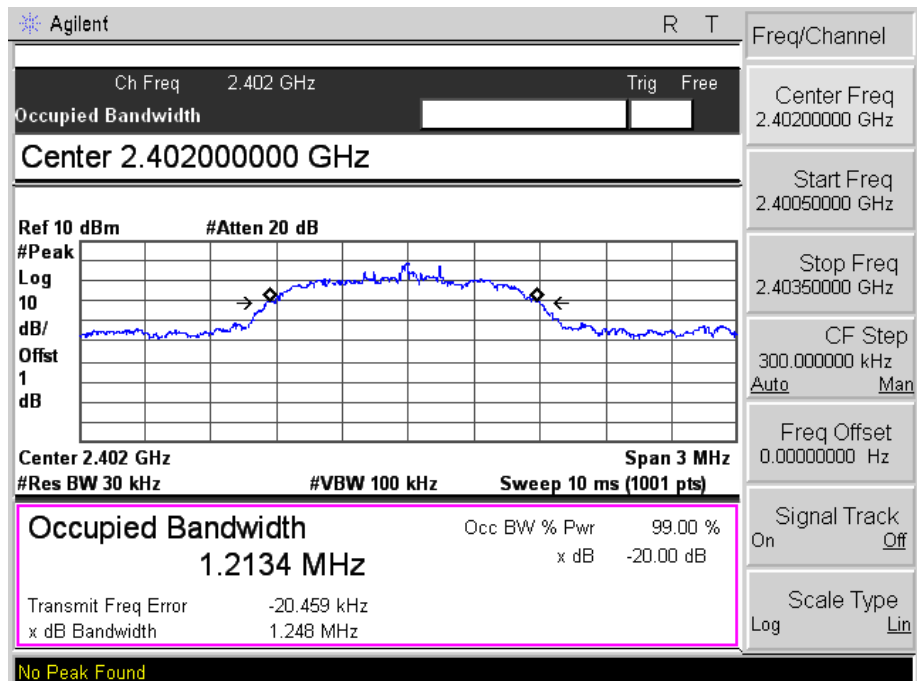 Agilent R T
Ch Freq 2.402 GHz Trig Free
Occupied Bandwidth
Center 2.402000000 GHz
Ref 10 dBm #Atten 20 dB
#Peak
Log
10
dB/
Offst
1
dB
Center 2.402 GHz Span 3 MHz
#Res BW 30 kHz #VBW 100 kHz Sweep 10 ms (1001 pts)
Occupied Bandwidth Occ BW % Pwr 99.00 %
1.2134 MHz x dB -20.00 dB
Transmit Freq Error -20.459 kHz
x dB Bandwidth 1.248 MHz
No Peak Found
Freq/Channel
Center Freq
2.40200000 GHz
Start Freq
2.40050000 GHz
Stop Freq
2.40350000 GHz
CF Step
300.000000 kHz
Auto Man
Freq Offset
0.00000000 Hz
Signal Track
On Off
Scale Type
Log Lin